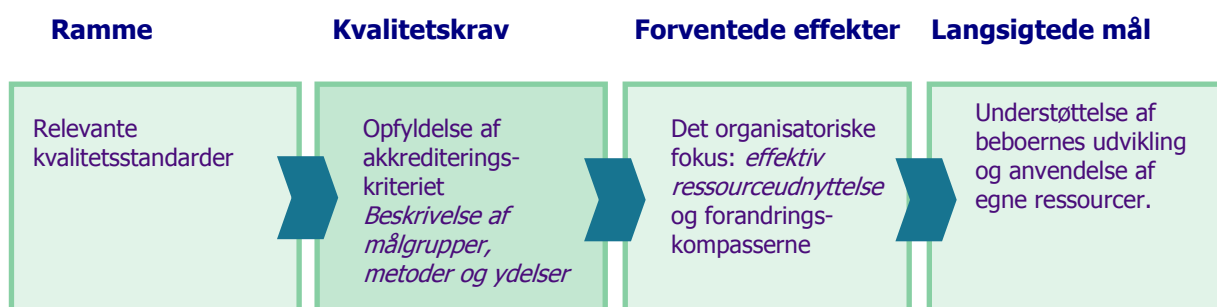 Ramme
Kvalitetskrav
Forventede effekter
Langsigtede mål
Relevante
kvalitetsstandarder
Opfyldelse af
akkrediterings-
kriteriet
Beskrivelse af
målgrupper,
metoder og ydelser
Det organisatoriske
fokus: effektiv
ressourceudnyttelse
og forandrings-
kompasserne
Understøttelse af
beboernes udvikling
og anvendelse af
egne ressourcer.